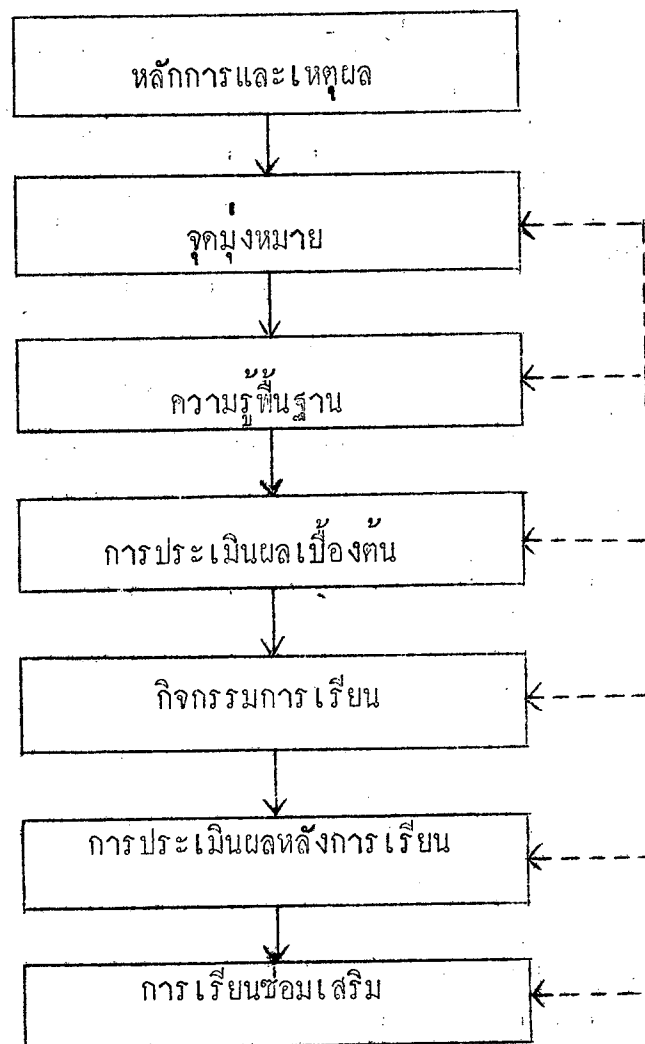 หลักการและเหตุผล
จุดมุ่งหมาย
ความรู้พื้นฐาน
การประเมินผลเบื้องต้น
กิจกรรมการเรียน
การประเมินผลหลังการเรียน
การเรียนซ่อมเสริม